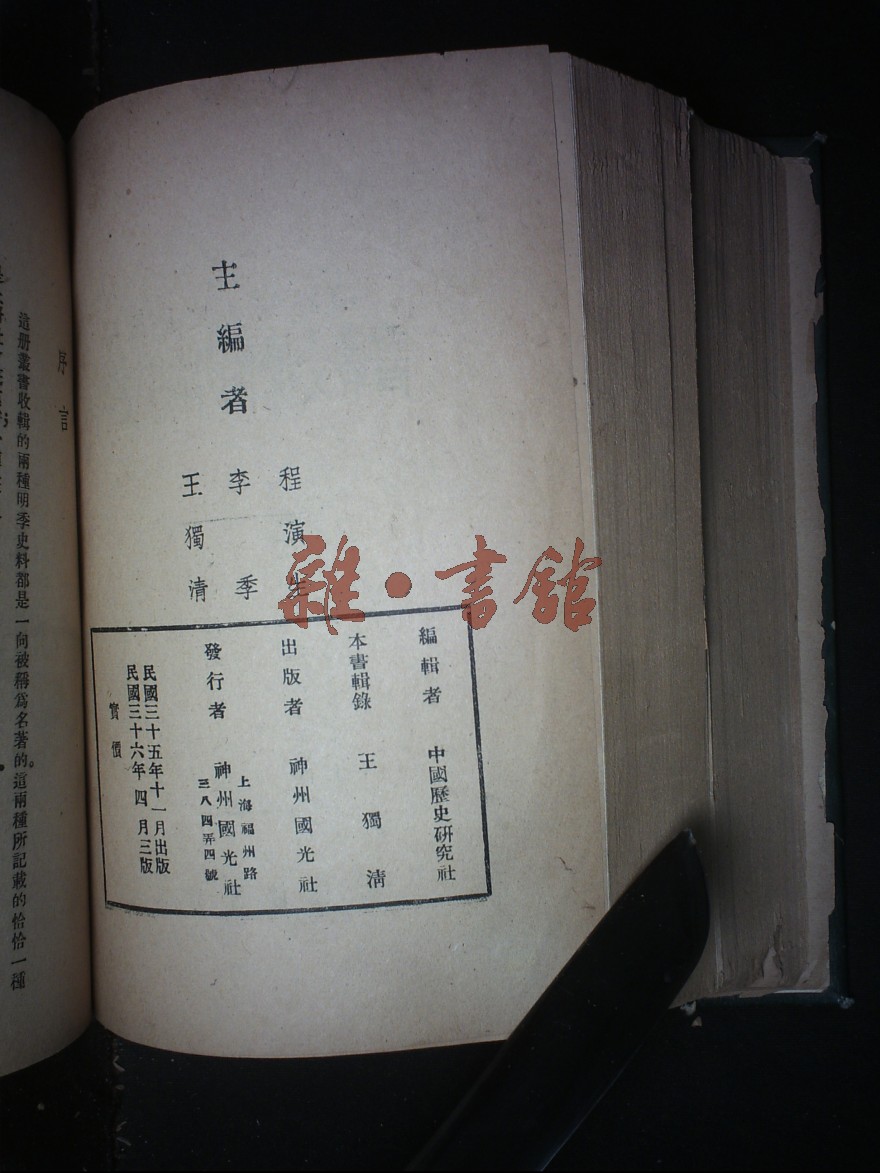 主編者
程演生
李季
王獨清
編輯者 中國歷史研究社
本書輯錄 王獨清
出版者 神州國光社
發行者 神州國光社
上海福州路
三八四弄四號
民國三十五年十一月出版
民國三十六年四月三版
實價
序言
這册叢書收輯的兩種明季史料都是一向被稱爲名著的。這兩種所記載的恰恰一種
雜·書館